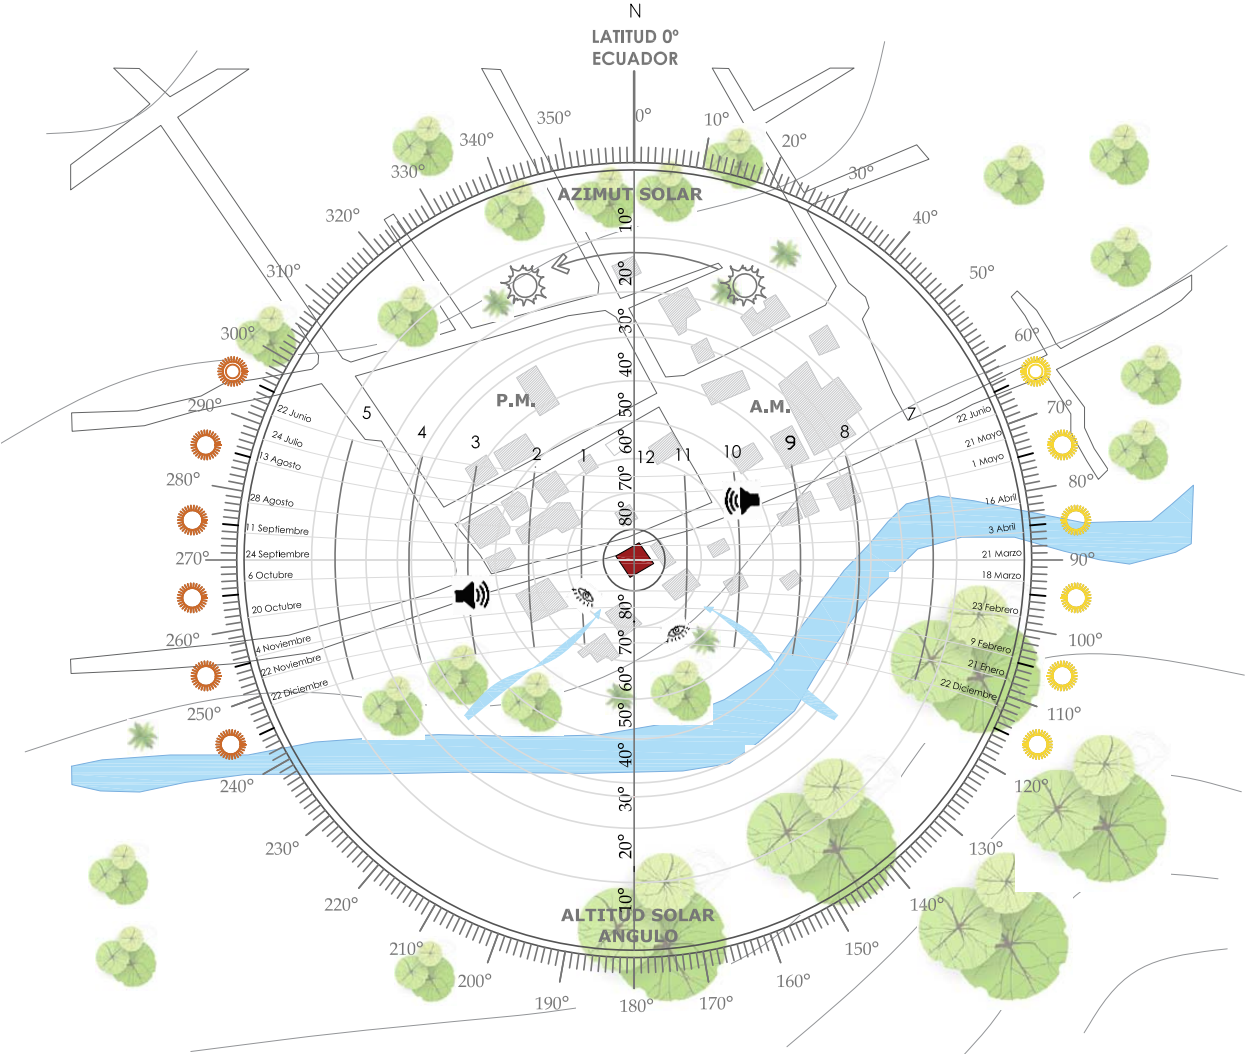 N
LATITUD 0°
ECUADOR
0°
10°
20°
30°
40°
50°
60°
70°
80°
90°
100°
110°
120°
130°
140°
150°
160°
170°
180°
190°
200°
210°
220°
230°
240°
250°
260°
270°
280°
290°
300°
310°
320°
330°
340°
350°
AZIMUT SOLAR
10°
20°
30°
40°
50°
60°
70°
80°
P.M.
A.M.
5
4
3
2
1
12
11
10
9
8
7
22 Junio
24 Julio
13 Agosto
28 Agosto
11 Septiembre
24 Septiembre
6 Octubre
20 Octubre
4 Noviembre
22 Noviembre
22 Diciembre
22 Junio
21 Mayo
1 Mayo
16 Abril
3 Abril
21 Marzo
18 Marzo
23 Febrero
9 Febrero
21 Enero
22 Diciembre
80°
70°
60°
50°
40°
30°
20°
10°
ALTITUD SOLAR
ANGULO